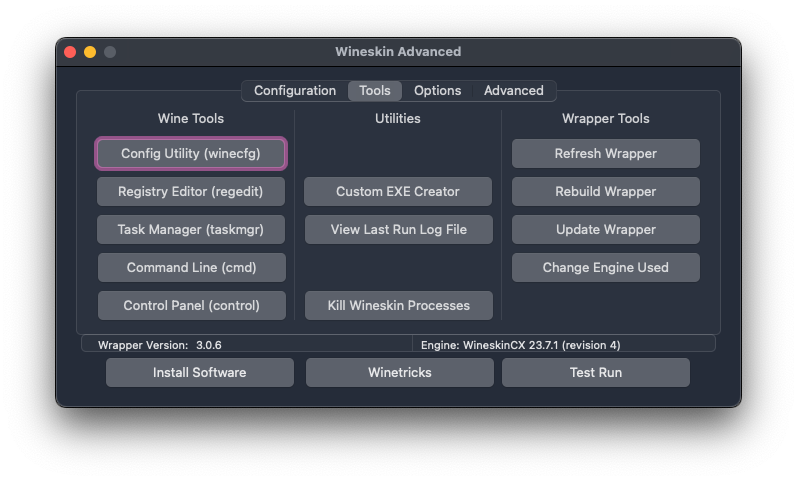 Wineskin Advanced
Configuration Tools Options Advanced
Wine Tools
Config Utility (winecfg)
Registry Editor (regedit)
Task Manager (taskmgr)
Command Line (cmd)
Control Panel (control)
Utilities
Custom EXE Creator
View Last Run Log File
Kill Wineskin Processes
Wrapper Tools
Refresh Wrapper
Rebuild Wrapper
Update Wrapper
Change Engine Used
Wrapper Version: 3.0.6
Engine: WineskinCX 23.7.1 (revision 4)
Install Software
Winetricks
Test Run